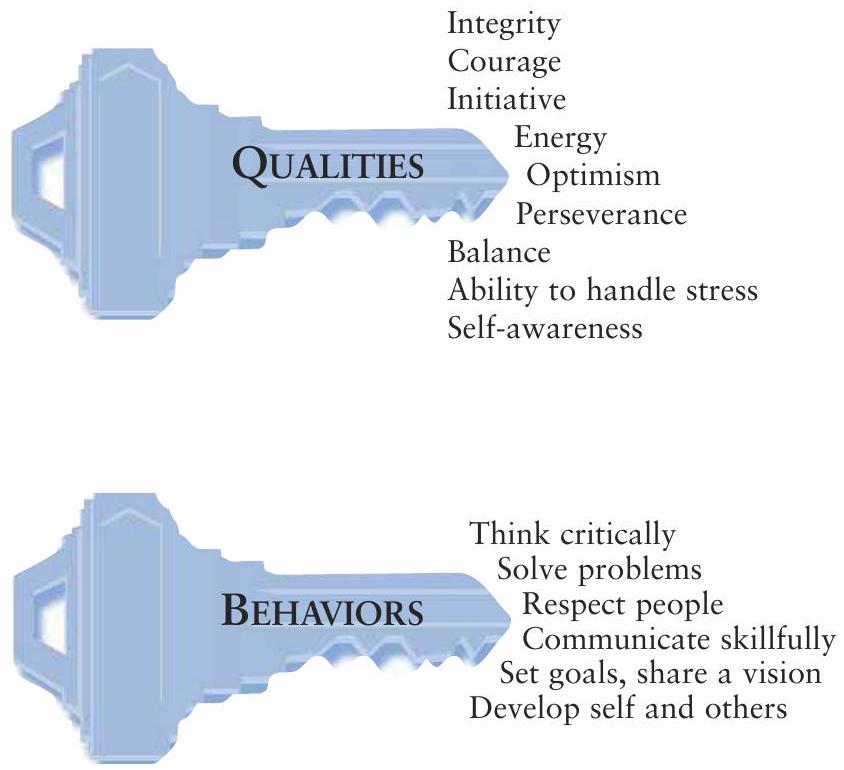 Integrity
Courage
Initiative
Energy
QUALITIES
Optimism
Perseverance
Balance
Ability to handle stress
Self-awareness
Think critically
Solve problems
Respect people
BEHAVIORS
Communicate skillfully
Set goals, share a vision
Develop self and others